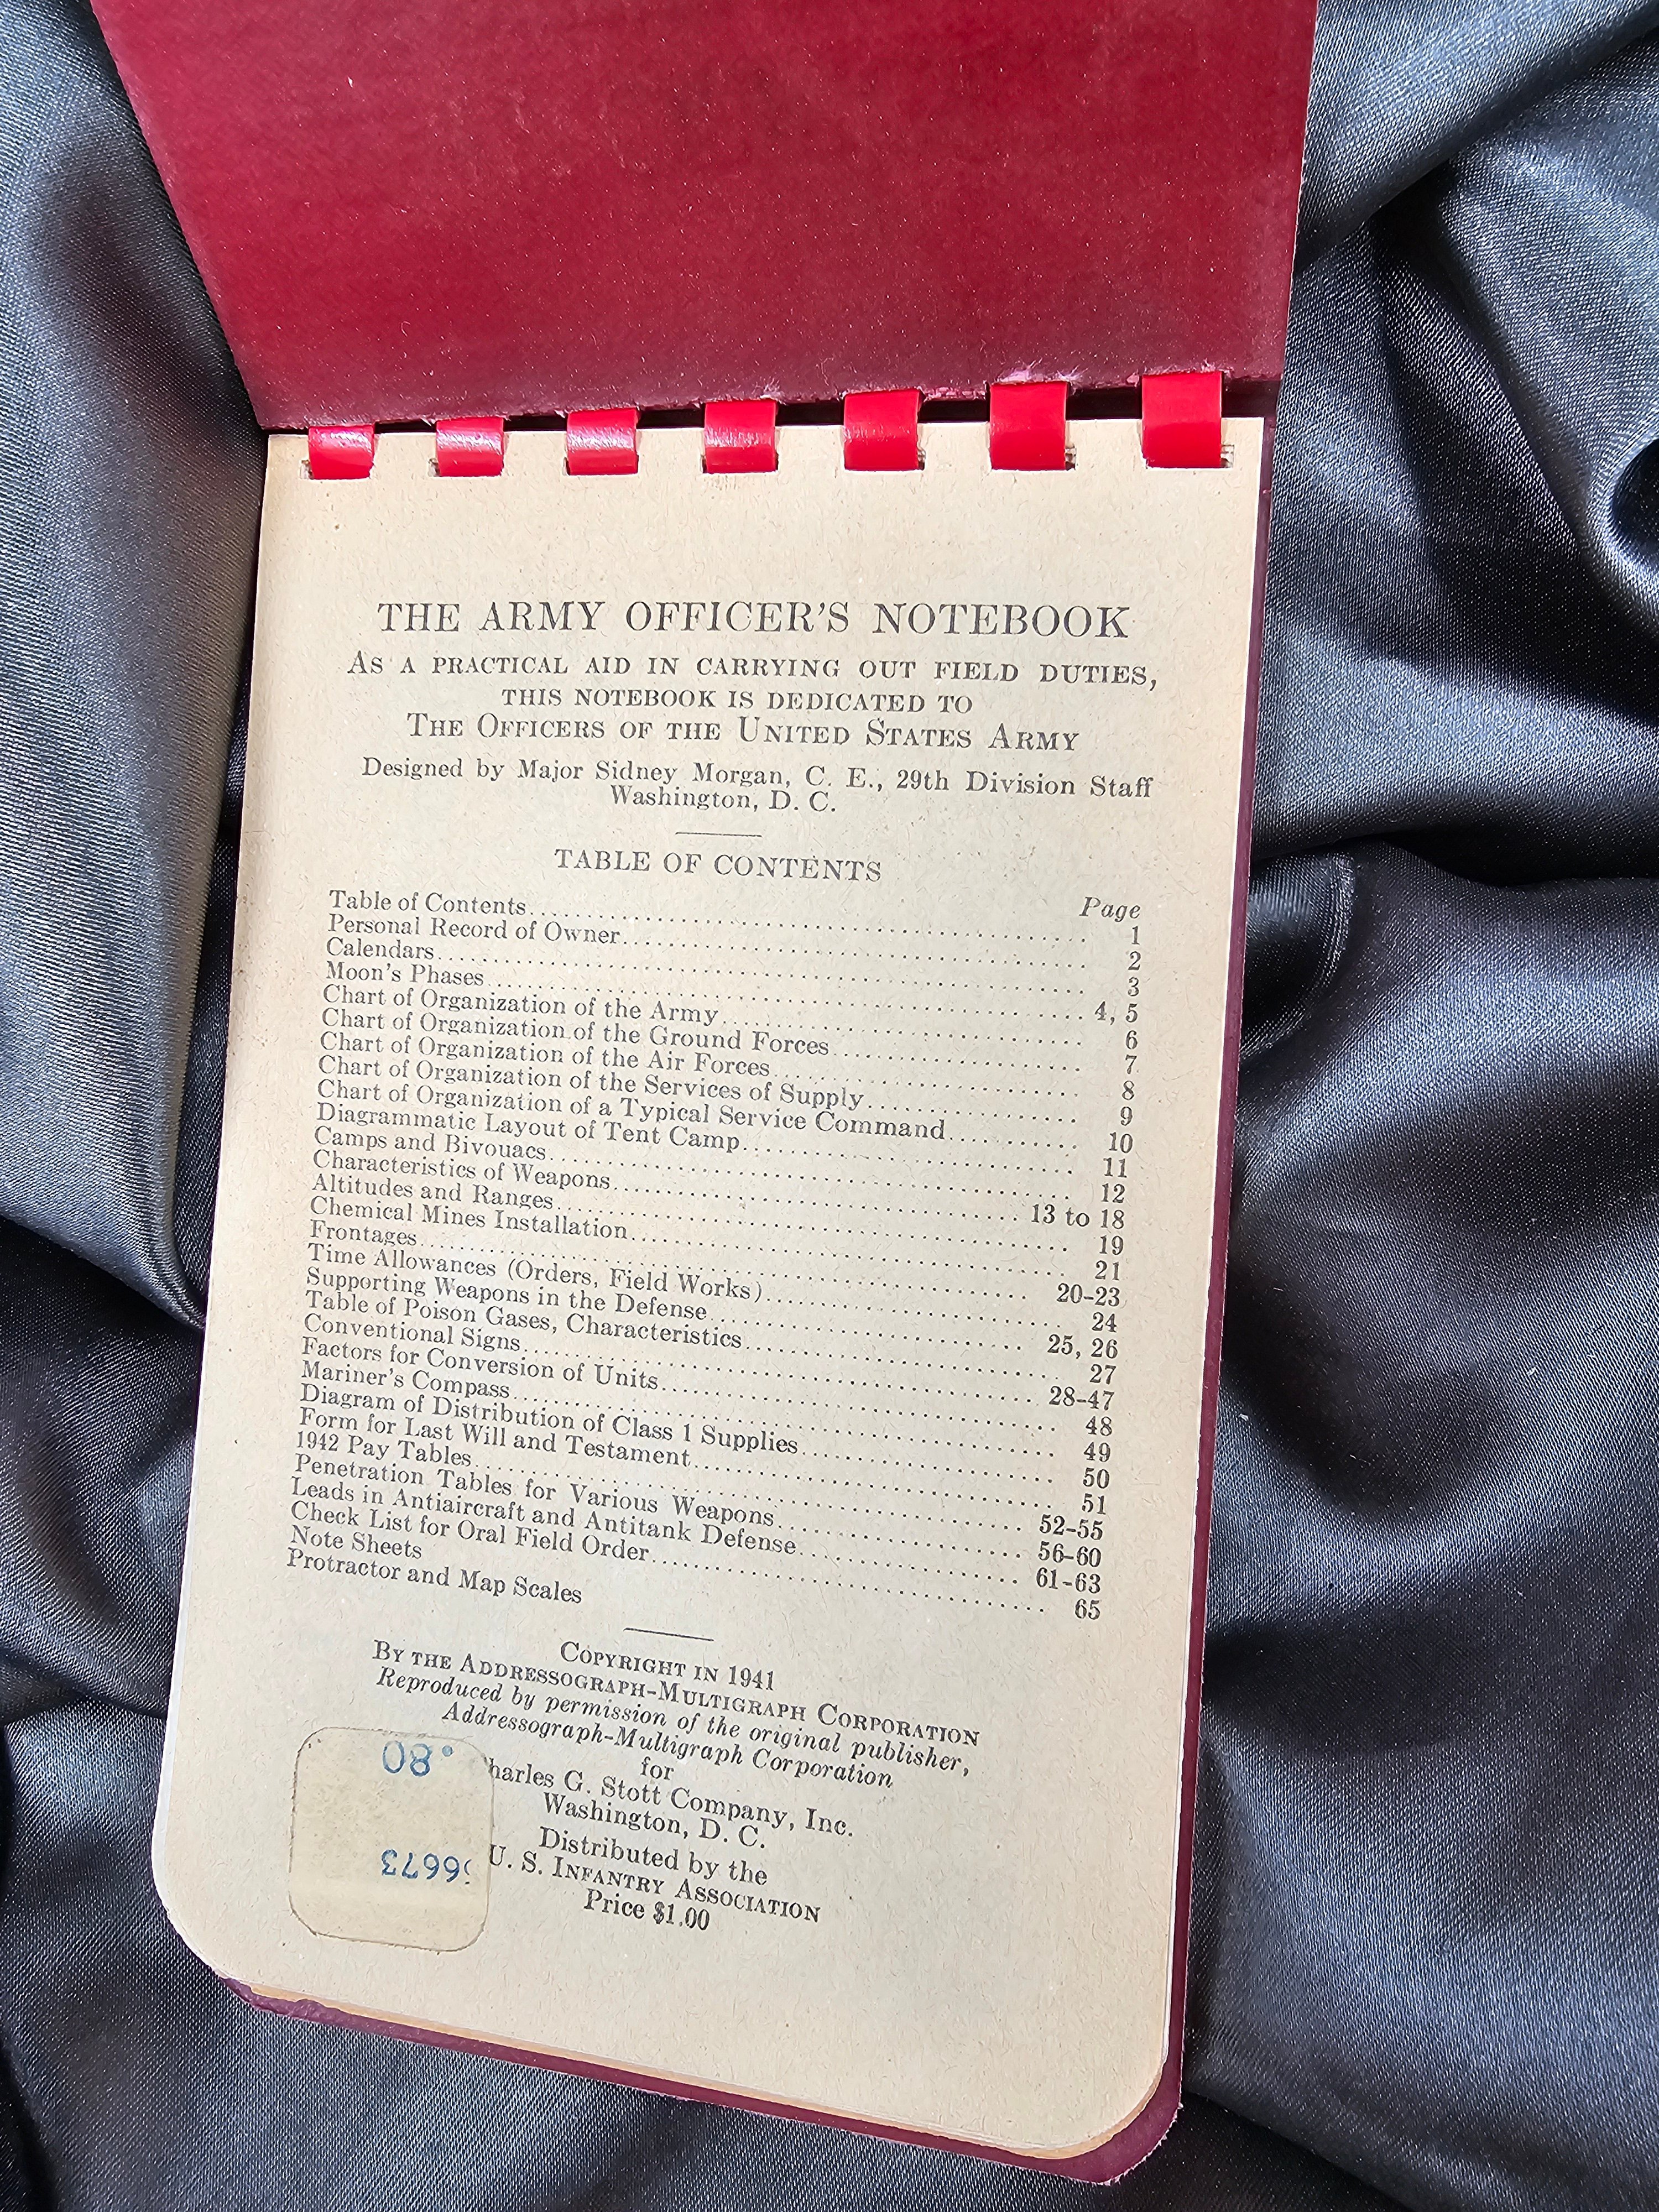 THE ARMY OFFICER'S NOTEBOOK
AS A PRACTICAL AID IN CARRYING OUT FIELD DUTIES,
THIS NOTEBOOK IS DEDICATED TO
THE OFFICERS OF THE UNITED STATES ARMY
Designed by Major Sidney Morgan, C. E., 29th Division Staff
Washington, D. C.
TABLE OF CONTENTS
Page
Table of Contents 1
Personal Record of Owner 2
Calendars 3
Moon's Phases 4, 5
Chart of Organization of the Army 6
Chart of Organization of the Ground Forces 7
Chart of Organization of the Air Forces 8
Chart of Organization of the Services of Supply 9
Chart of Organization of a Typical Service Command 10
Diagrammatic Layout of Tent Camp 11
Camps and Bivouacs 12
Characteristics of Weapons 13 to 18
Altitudes and Ranges 19
Chemical Mines Installation 21
Frontages 20-23
Time Allowances (Orders, Field Works) 24
Supporting Weapons in the Defense 25, 26
Table of Poison Gases, Characteristics 27
Conventional Signs 28-47
Factors for Conversion of Units 48
Mariner's Compass 49
Diagram of Distribution of Class 1 Supplies 50
Form for Last Will and Testament 51
1942 Pay Tables 52-55
Penetration Tables for Various Weapons 56-60
Leads in Antiaircraft and Antitank Defense 61-63
Check List for Oral Field Order 65
Note Sheets
Protractor and Map Scales
COPYRIGHT IN 1941
BY THE ADDRESSOGRAPH-MULTIGRAPH CORPORATION
Reproduced by permission of the original publisher,
Addressograph-Multigraph Corporation
for
harles G. Stott Company, Inc.
Washington, D. C.
Distributed by the
U. S. INFANTRY ASSOCIATION
Price $1.00
6673
.80